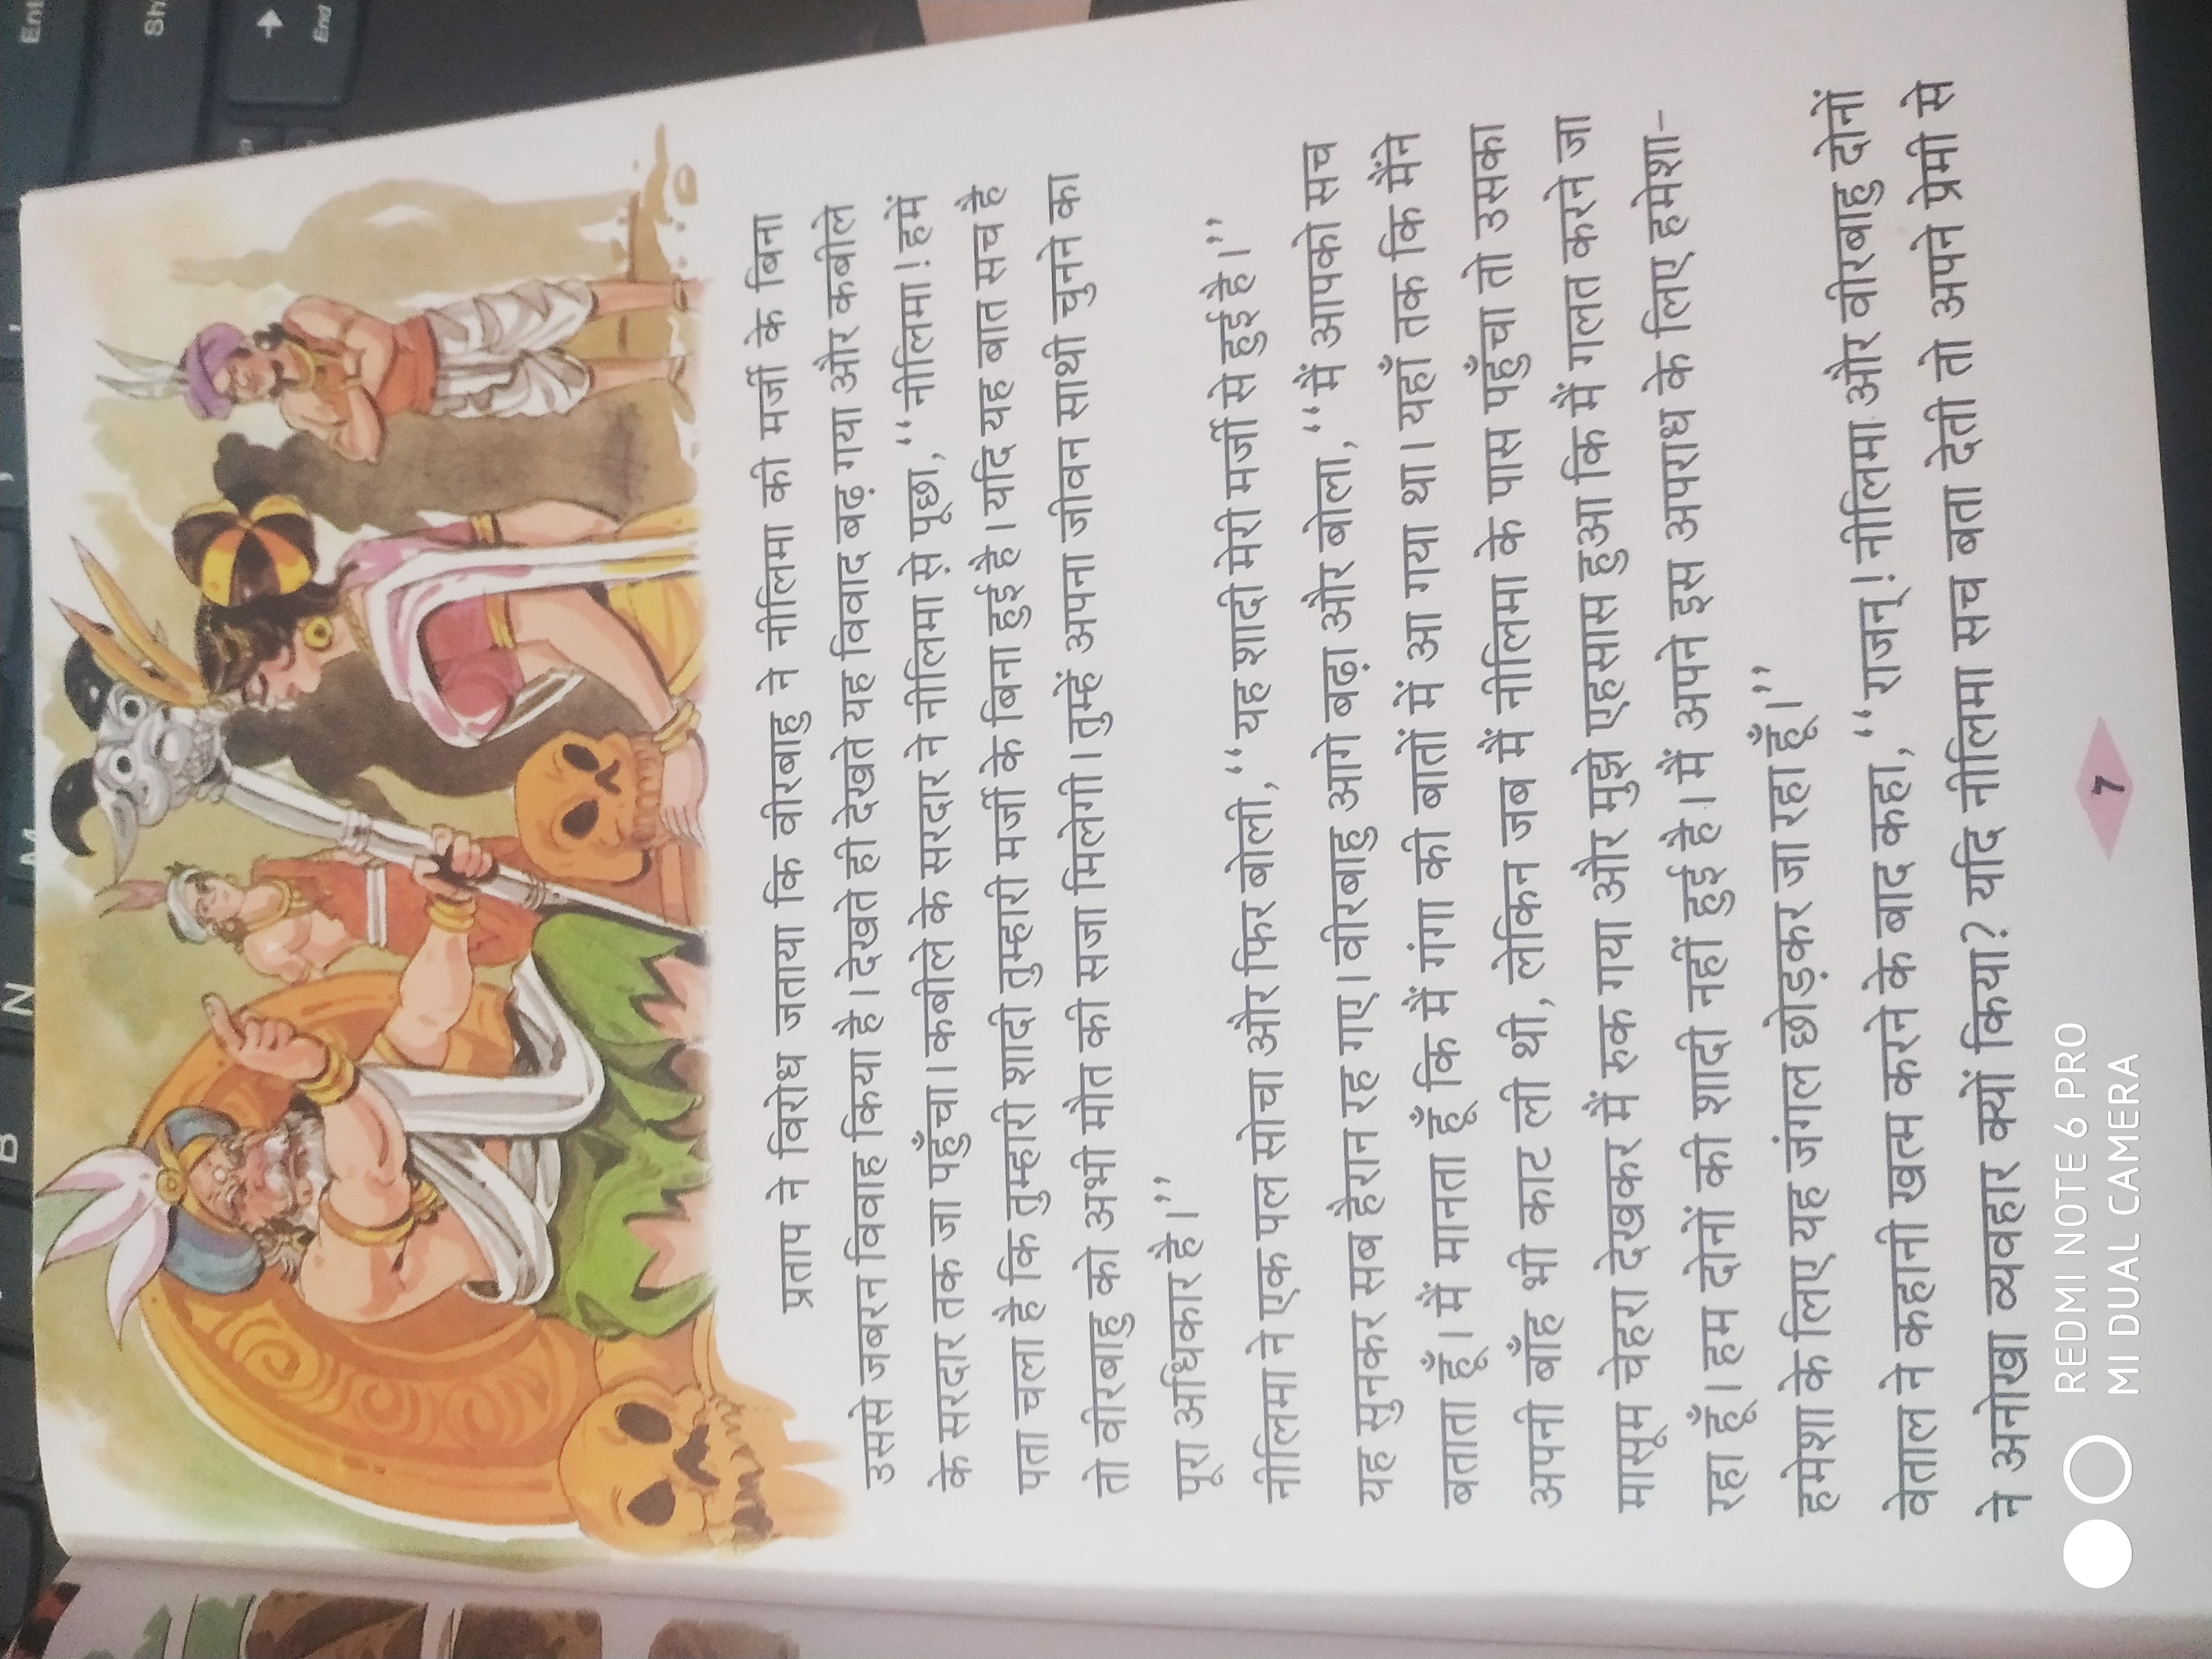 B N M
Ent
Sh
End
प्रताप ने विरोध जताया कि वीरबाहु ने नीलिमा की मर्जी के बिना
उससे जबरन विवाह किया है। देखते ही देखते यह विवाद बढ़ गया और कबीले
के सरदार तक जा पहुँचा। कबीले के सरदार ने नीलिमा से पूछा, ‘‘नीलिमा! हमें
पता चला है कि तुम्हारी शादी तुम्हारी मर्जी के बिना हुई है। यदि यह बात सच है
तो वीरबाहु को अभी मौत की सजा मिलेगी। तुम्हें अपना जीवन साथी चुनने का
पूरा अधिकार है।’’
नीलिमा ने एक पल सोचा और फिर बोली, ‘‘यह शादी मेरी मर्जी से हुई है।’’
यह सुनकर सब हैरान रह गए। वीरबाहु आगे बढ़ा और बोला, ‘‘मैं आपको सच
बताता हूँ। मैं मानता हूँ कि मैं गंगा की बातों में आ गया था। यहाँ तक कि मैंने
अपनी बाँह भी काट ली थी, लेकिन जब मैं नीलिमा के पास पहुँचा तो उसका
मासूम चेहरा देखकर मैं रुक गया और मुझे एहसास हुआ कि मैं गलत करने जा
रहा हूँ। हम दोनों की शादी नहीं हुई है। मैं अपने इस अपराध के लिए हमेशा-
हमेशा के लिए यह जंगल छोड़कर जा रहा हूँ।’’
वेताल ने कहानी खत्म करने के बाद कहा, ‘‘राजन्! नीलिमा और वीरबाहु दोनों
ने अनोखा व्यवहार क्यों किया? यदि नीलिमा सच बता देती तो अपने प्रेमी से
7
REDMI NOTE 6 PRO
MI DUAL CAMERA